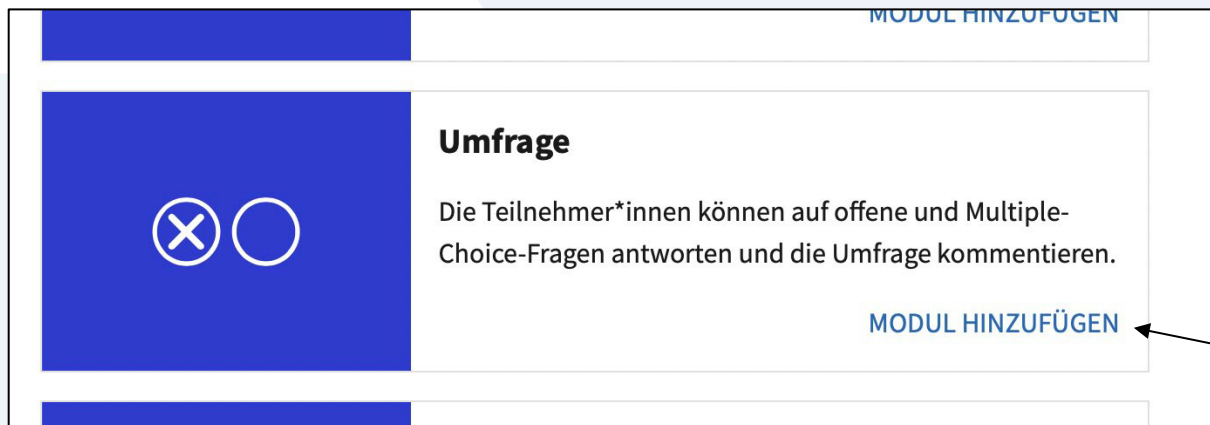 MODUL HINZUFÜGEN
Umfrage
Die Teilnehmer*innen können auf offene und Multiple-
Choice-Fragen antworten und die Umfrage kommentieren.
MODUL HINZUFÜGEN